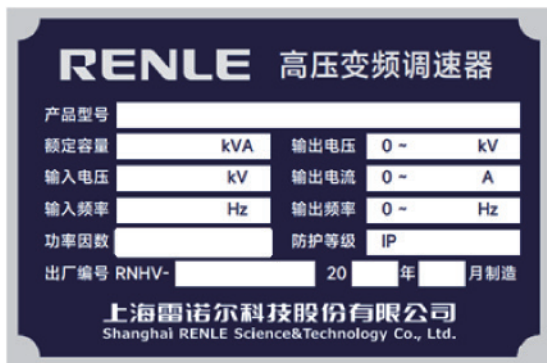 RENLE 高压变频调速器
产品型号
额定容量 kVA 输出电压 0 ~ kV
输入电压 kV 输出电流 0 ~ A
输入频率 Hz 输出频率 0 ~ Hz
功率因数 防护等级 IP
出厂编号 RNHV- 20 年 月制造
上海雷诺尔科技股份有限公司
Shanghai RENLE Science&Technology Co., Ltd.